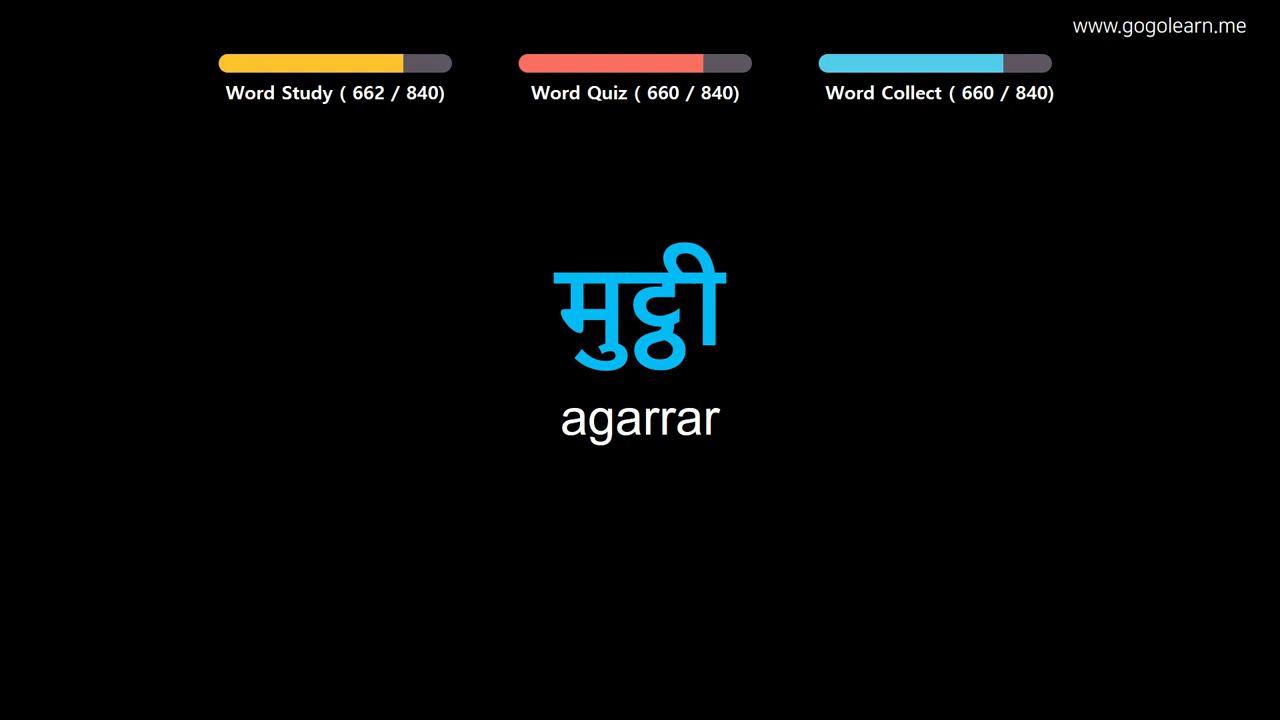 www.gogolearn.me
Word Study ( 662 / 840)
Word Quiz ( 660 / 840)
Word Collect ( 660 / 840)
मुट्ठी
agarrar